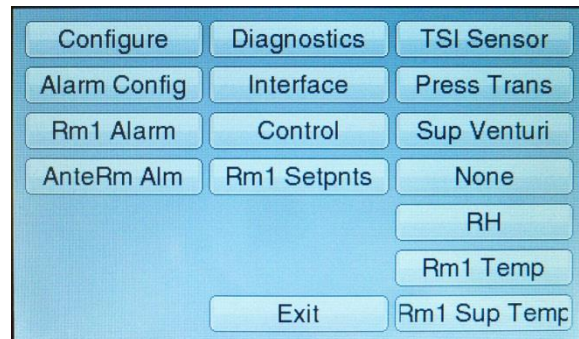 Configure Diagnostics TSI Sensor
Alarm Config Interface Press Trans
Rm1 Alarm Control Sup Venturi
AnteRm Alm Rm1 Setpnts None
RH
Rm1 Temp
Exit Rm1 Sup Temp